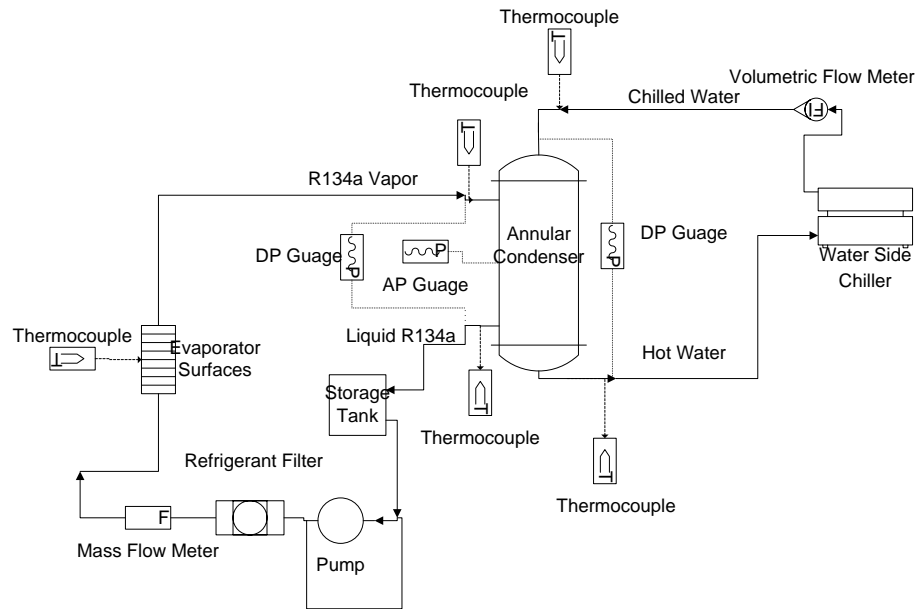 Thermocouple
Volumetric Flow Meter
T
Thermocouple
Chilled Water
FI
T
R134a Vapor
Annular
Condenser
DP Guage
P
DP Guage
P
P
AP Guage
Water Side
Chiller
Liquid R134a
Thermocouple
T
Evaporator
Surfaces
Hot Water
Storage
Tank
T
Thermocouple
T
Refrigerant Filter
Thermocouple
F
Mass Flow Meter
Pump